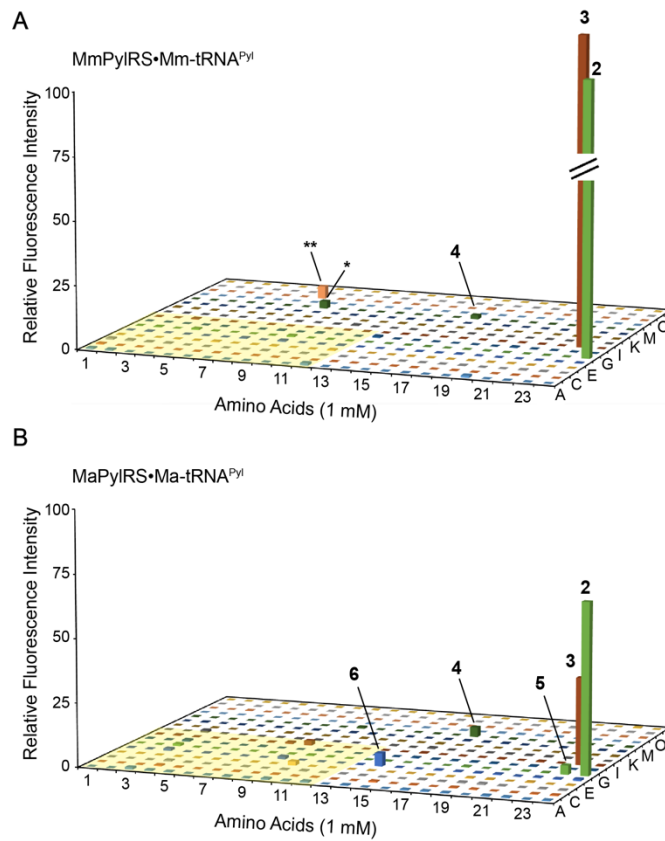 A
MmPylRS•Mm-tRNAPyl
3
2
100
75
50
25
0
Relative Fluorescence Intensity
**
*
4
1 3 5 7 9 11 13 15 17 19 21 23
A C E G I K M O
Amino Acids (1 mM)
B
MaPylRS•Ma-tRNAPyl
100
75
50
25
0
Relative Fluorescence Intensity
2
3
4
5
6
1 3 5 7 9 11 13 15 17 19 21 23
A C E G I K M O
Amino Acids (1 mM)